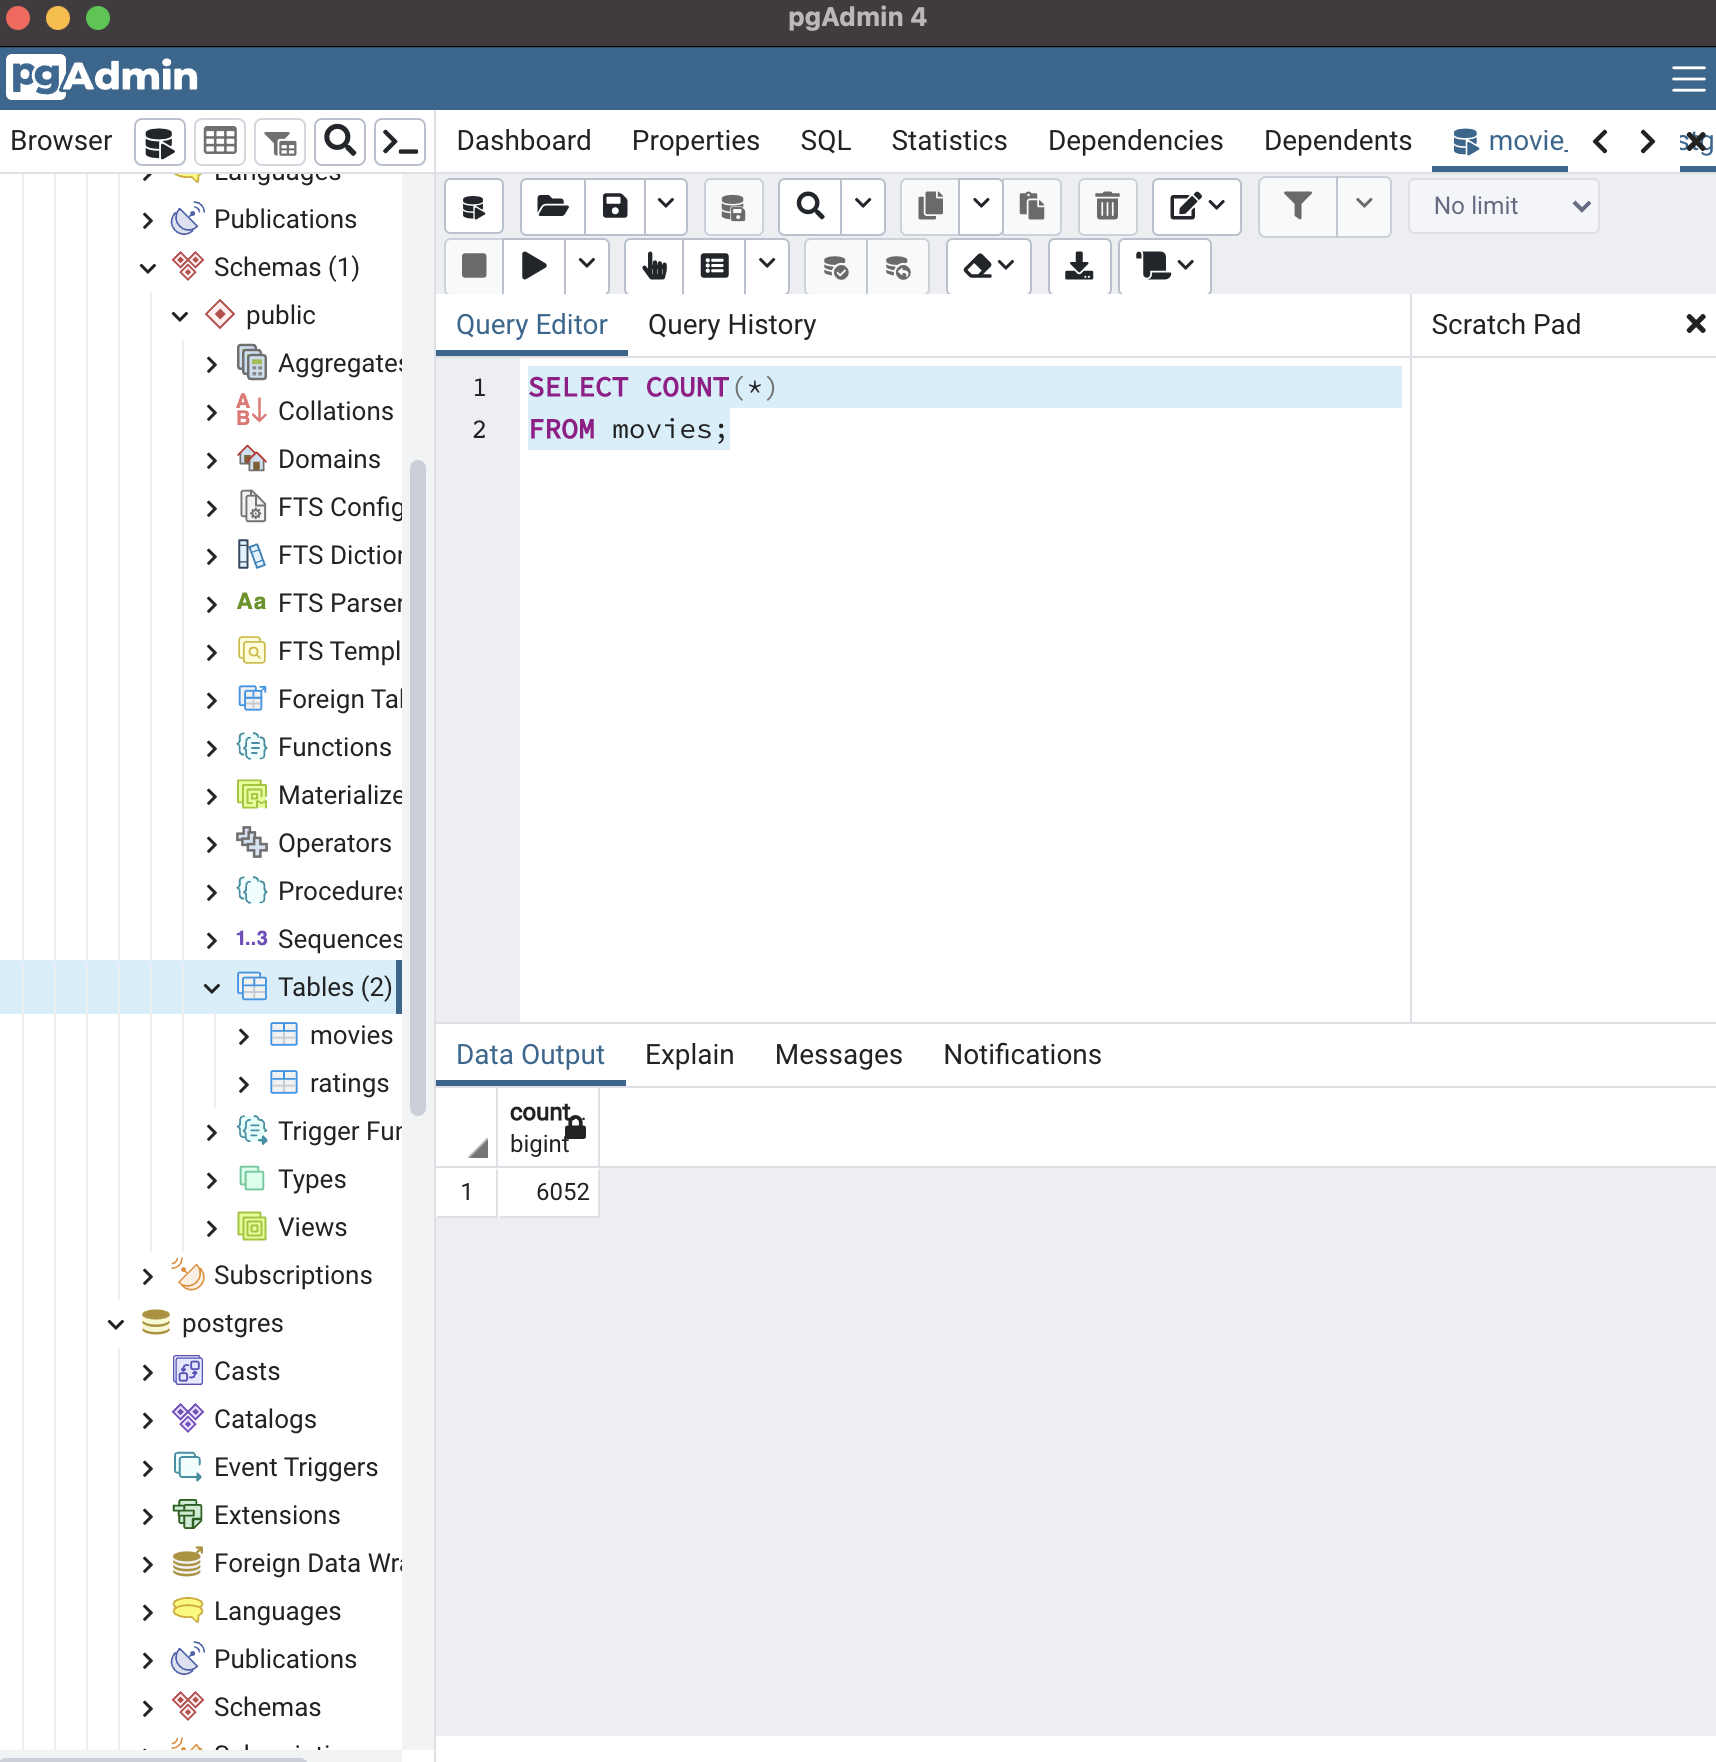 pgAdmin 4
pgAdmin
Browser
Dashboard
Properties
SQL
Statistics
Dependencies
Dependents
movie_
No limit
Languages
Publications
Schemas (1)
public
Aggregates
Collations
Domains
FTS Config
FTS Diction
FTS Parser
FTS Templ
Foreign Tal
Functions
Materialize
Operators
Procedures
1..3 Sequences
Tables (2)
movies
ratings
Trigger Fun
Types
Views
Subscriptions
postgres
Casts
Catalogs
Event Triggers
Extensions
Foreign Data Wra
Languages
Publications
Schemas
Query Editor
Query History
Scratch Pad
1 SELECT COUNT(*)
2 FROM movies;
Data Output
Explain
Messages
Notifications
count
bigint
1 6052